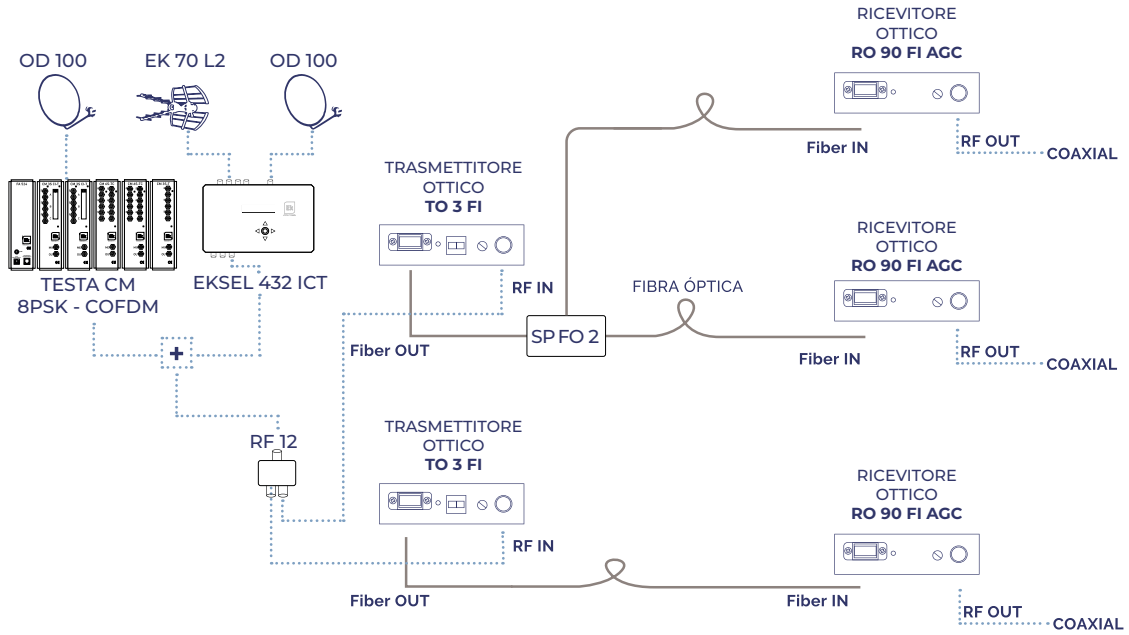 OD 100
EK 70 L2
OD 100
TESTA CM
8PSK - COFDM
EKSEL 432 ICT
+
RF 12
TRASMETTITORE
OTTICO
TO 3 FI
RF IN
Fiber OUT
SP FO 2
FIBRA ÓPTICA
RICEVITORE
OTTICO
RO 90 FI AGC
Fiber IN
RF OUT
COAXIAL
RICEVITORE
OTTICO
RO 90 FI AGC
Fiber IN
RF OUT
COAXIAL
TRASMETTITORE
OTTICO
TO 3 FI
RF IN
Fiber OUT
RICEVITORE
OTTICO
RO 90 FI AGC
Fiber IN
RF OUT
COAXIAL